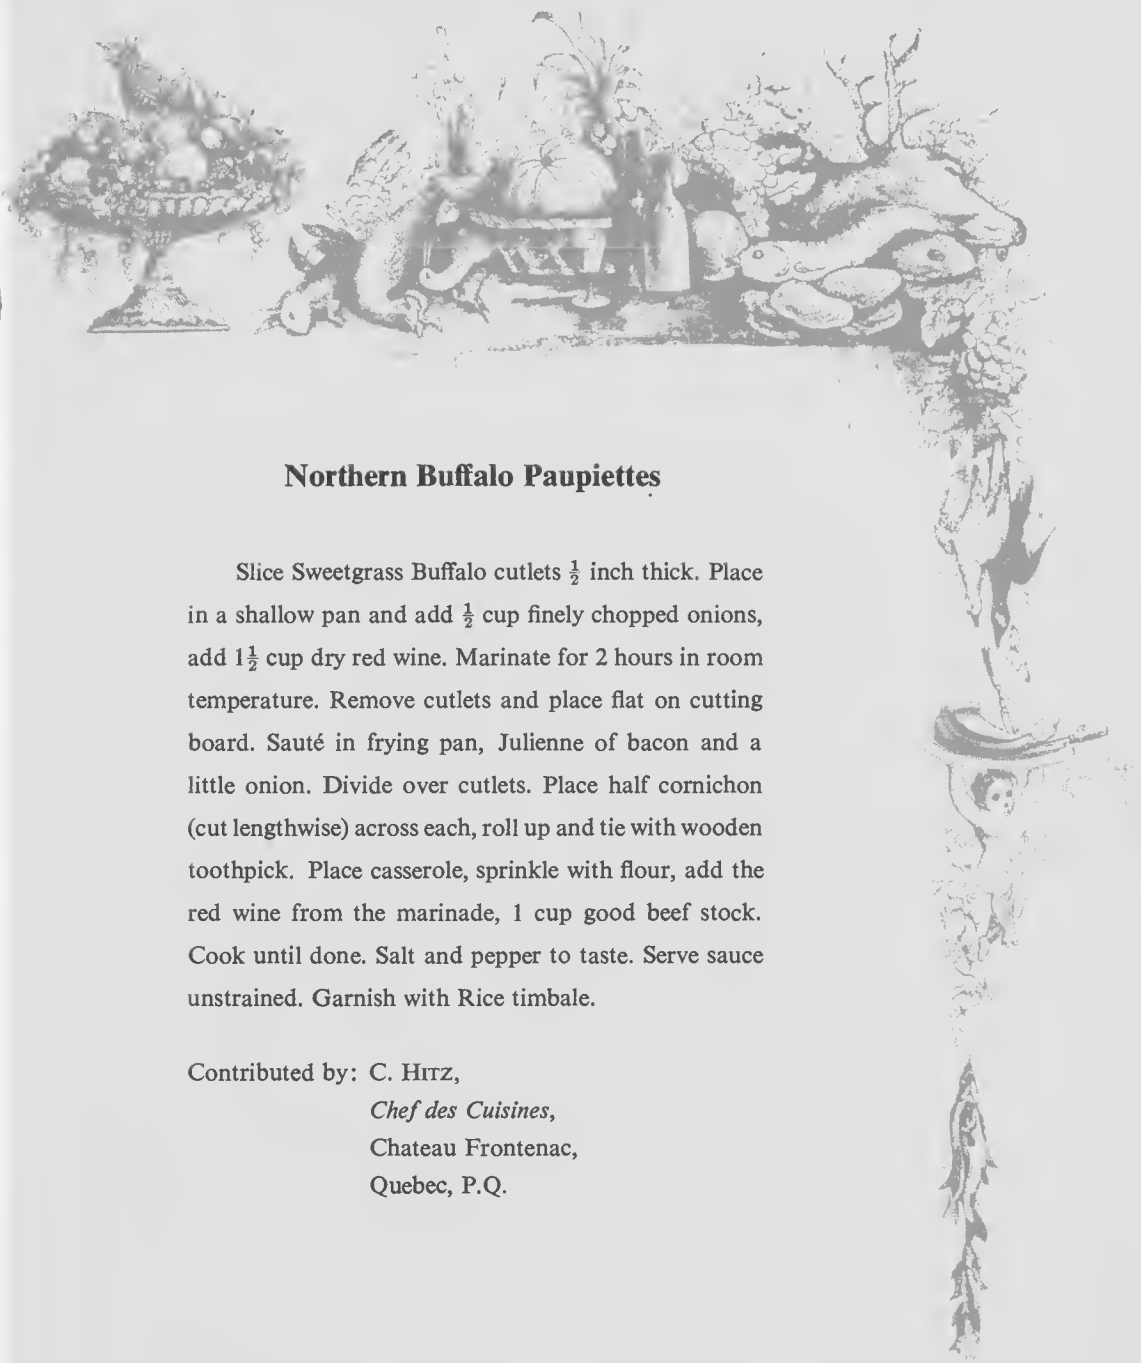 Northern Buffalo Paupiettes
Slice Sweetgrass Buffalo cutlets ½ inch thick. Place
in a shallow pan and add ½ cup finely chopped onions,
add 1½ cup dry red wine. Marinate for 2 hours in room
temperature. Remove cutlets and place flat on cutting
board. Sauté in frying pan, Julienne of bacon and a
little onion. Divide over cutlets. Place half cornichon
(cut lengthwise) across each, roll up and tie with wooden
toothpick. Place casserole, sprinkle with flour, add the
red wine from the marinade, 1 cup good beef stock.
Cook until done. Salt and pepper to taste. Serve sauce
unstrained. Garnish with Rice timbale.
Contributed by: C. HITZ,
Chef des Cuisines,
Chateau Frontenac,
Quebec, P.Q.